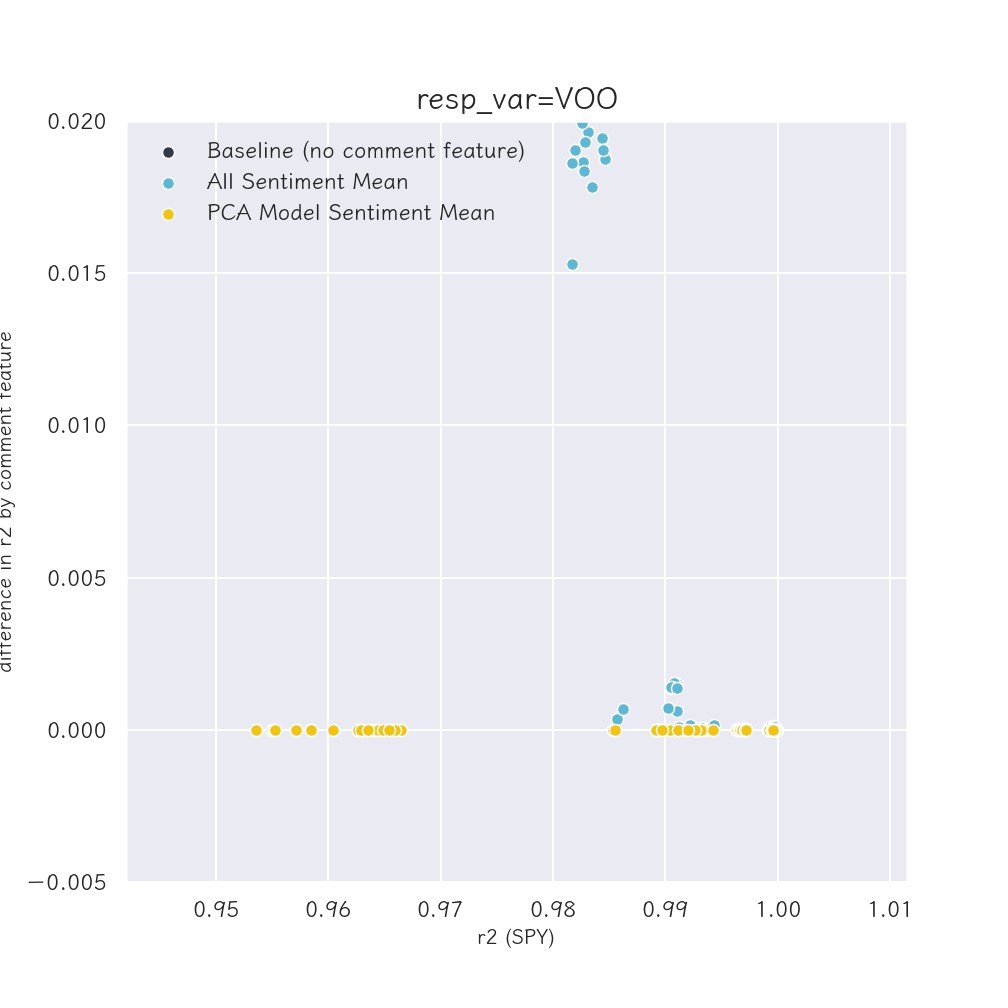 resp_var=VOO
0.020
Baseline (no comment feature)
All Sentiment Mean
PCA Model Sentiment Mean
0.015
0.010
difference in r2 by comment feature
0.005
0.000
−0.005
0.95 0.96 0.97 0.98 0.99 1.00 1.01
r2 (SPY)